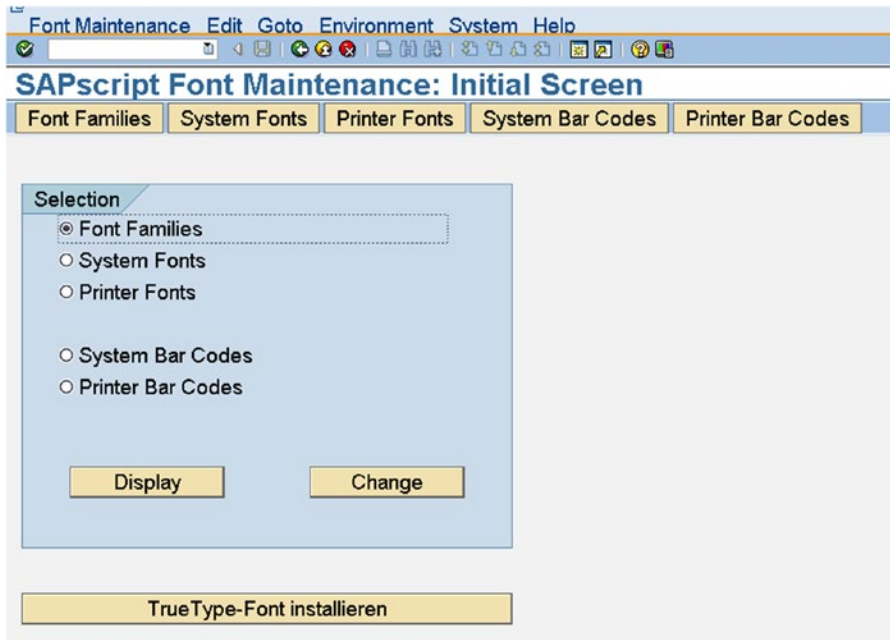 Font Maintenance Edit Goto Environment System Help
SAPscript Font Maintenance: Initial Screen
Font Families System Fonts Printer Fonts System Bar Codes Printer Bar Codes
Selection
Font Families
System Fonts
Printer Fonts
System Bar Codes
Printer Bar Codes
Display Change
TrueType-Font installieren